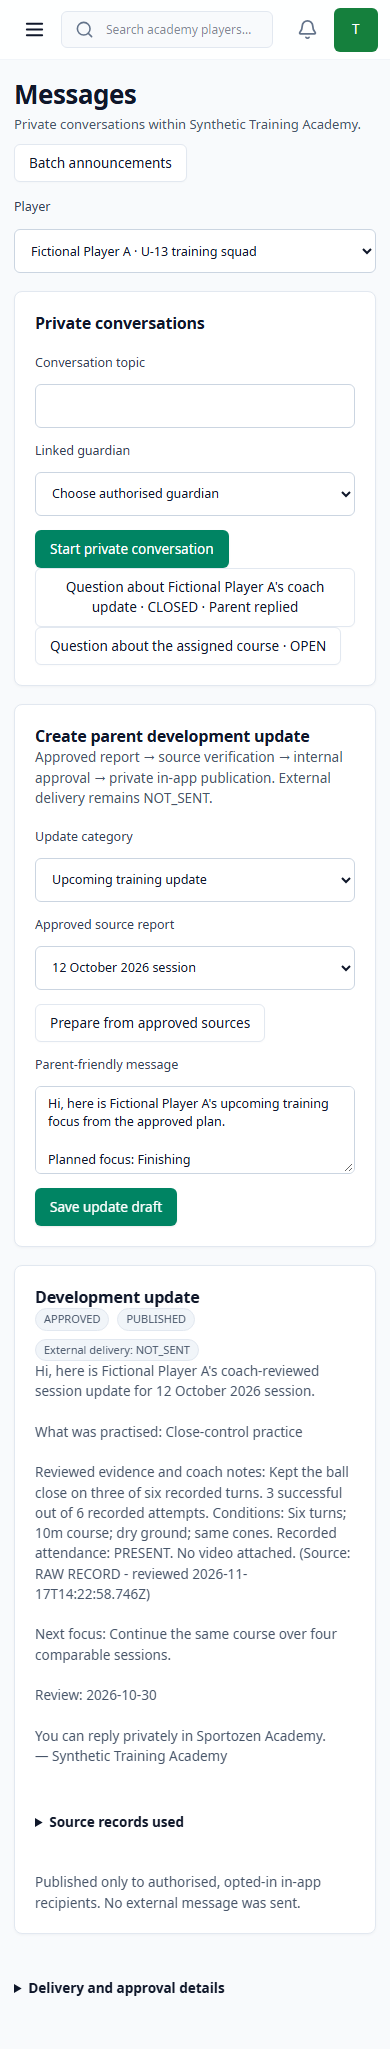 Search academy players...
T
Messages
Private conversations within Synthetic Training Academy.
Batch announcements
Player
Fictional Player A · U-13 training squad
Private conversations
Conversation topic
Linked guardian
Choose authorised guardian
Start private conversation
Question about Fictional Player A's coach
update · CLOSED · Parent replied
Question about the assigned course · OPEN
Create parent development update
Approved report → source verification → internal
approval → private in-app publication. External
delivery remains NOT_SENT.
Update category
Upcoming training update
Approved source report
12 October 2026 session
Prepare from approved sources
Parent-friendly message
Hi, here is Fictional Player A's upcoming training
focus from the approved plan.
Planned focus: Finishing
Save update draft
Development update
APPROVED PUBLISHED
External delivery: NOT_SENT
Hi, here is Fictional Player A's coach-reviewed
session update for 12 October 2026 session.
What was practised: Close-control practice
Reviewed evidence and coach notes: Kept the ball
close on three of six recorded turns. 3 successful
out of 6 recorded attempts. Conditions: Six turns;
10m course; dry ground; same cones. Recorded
attendance: PRESENT. No video attached. (Source:
RAW RECORD - reviewed 2026-11-
17T14:22:58.746Z)
Next focus: Continue the same course over four
comparable sessions.
Review: 2026-10-30
You can reply privately in Sportozen Academy.
— Synthetic Training Academy
Source records used
Published only to authorised, opted-in in-app
recipients. No external message was sent.
Delivery and approval details